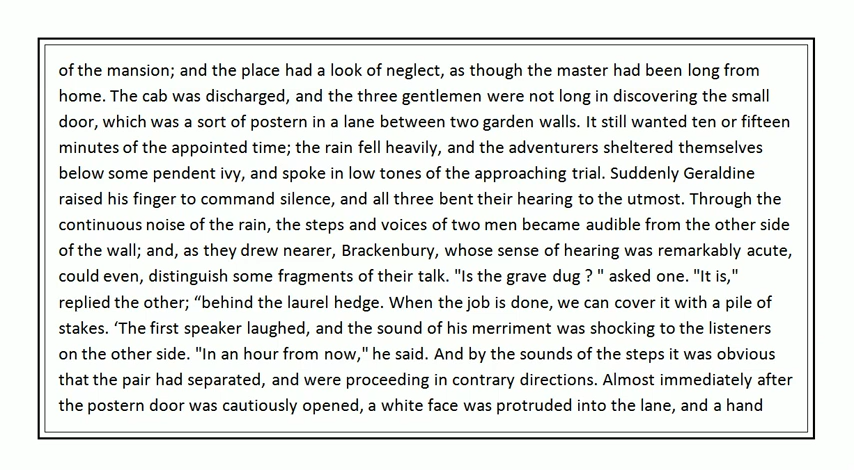 of the mansion; and the place had a look of neglect, as though the master had been long from
home. The cab was discharged, and the three gentlemen were not long in discovering the small
door, which was a sort of postern in a lane between two garden walls. It still wanted ten or fifteen
minutes of the appointed time; the rain fell heavily, and the adventurers sheltered themselves
below some pendent ivy, and spoke in low tones of the approaching trial. Suddenly Geraldine
raised his finger to command silence, and all three bent their hearing to the utmost. Through the
continuous noise of the rain, the steps and voices of two men became audible from the other side
of the wall; and, as they drew nearer, Brackenbury, whose sense of hearing was remarkably acute,
could even, distinguish some fragments of their talk. "Is the grave dug ? " asked one. "It is,"
replied the other; “behind the laurel hedge. When the job is done, we can cover it with a pile of
stakes. ‘The first speaker laughed, and the sound of his merriment was shocking to the listeners
on the other side. "In an hour from now," he said. And by the sounds of the steps it was obvious
that the pair had separated, and were proceeding in contrary directions. Almost immediately after
the postern door was cautiously opened, a white face was protruded into the lane, and a hand